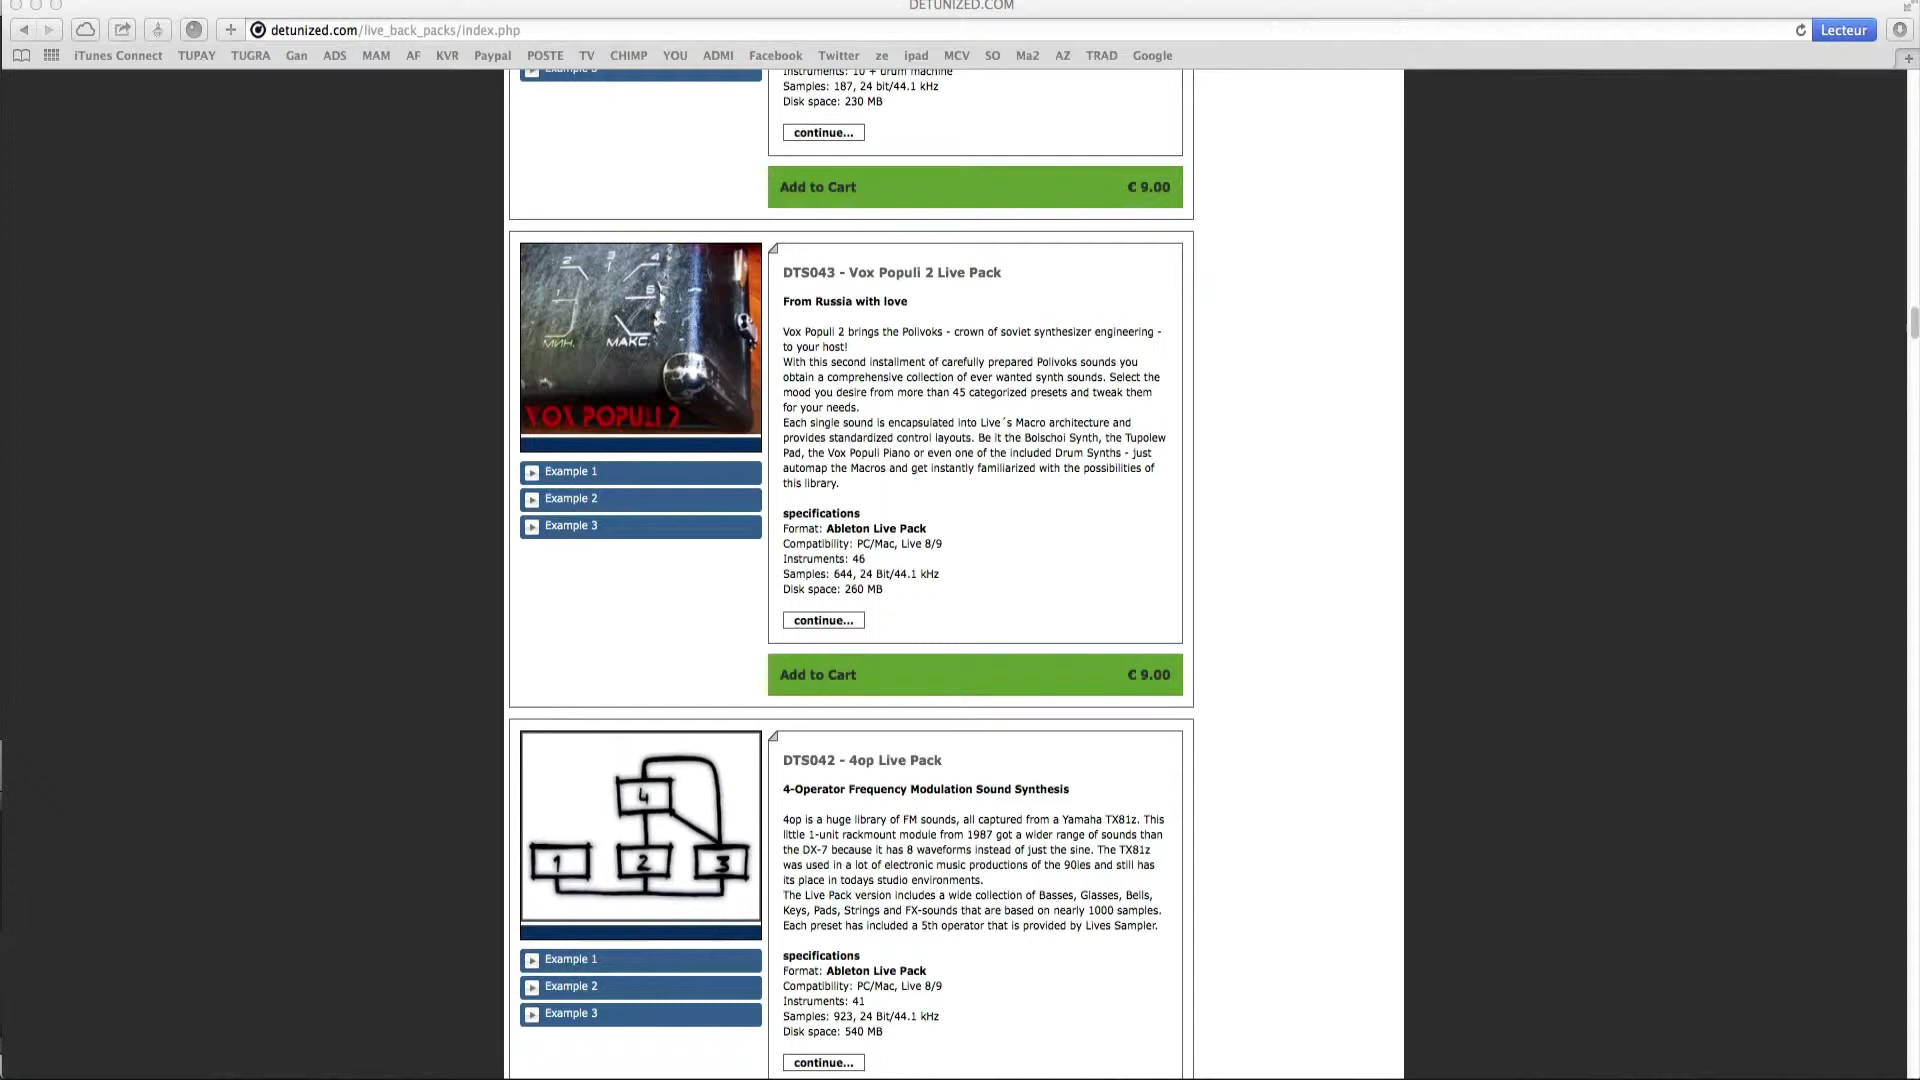 DETUNIZED.COM
detunized.com/live_back_packs/index.php
Lecteur
iTunes Connect TUPAY TUGRA Gan ADS MAM AF KVR Paypal POSTE TV CHIMP YOU ADMI Facebook Twitter ze ipad MCV SO Ma2 AZ TRAD Google
Instruments: 10 + drum machine
Samples: 187, 24 bit/44.1 kHz
Disk space: 230 MB
continue...
Add to Cart € 9.00
2 3 4
1 5
МИН. МАКС.
VOX POPULI 2
Example 1
Example 2
Example 3
DTS043 - Vox Populi 2 Live Pack
From Russia with love
Vox Populi 2 brings the Polivoks - crown of soviet synthesizer engineering -
to your host!
With this second installment of carefully prepared Polivoks sounds you
obtain a comprehensive collection of ever wanted synth sounds. Select the
mood you desire from more than 45 categorized presets and tweak them
for your needs.
Each single sound is encapsulated into Live´s Macro architecture and
provides standardized control layouts. Be it the Bolschoi Synth, the Tupolew
Pad, the Vox Populi Piano or even one of the included Drum Synths - just
automap the Macros and get instantly familiarized with the possibilities of
this library.
specifications
Format: Ableton Live Pack
Compatibility: PC/Mac, Live 8/9
Instruments: 46
Samples: 644, 24 Bit/44.1 kHz
Disk space: 260 MB
continue...
Add to Cart € 9.00
4
1 2 3
Example 1
Example 2
Example 3
DTS042 - 4op Live Pack
4-Operator Frequency Modulation Sound Synthesis
4op is a huge library of FM sounds, all captured from a Yamaha TX81z. This
little 1-unit rackmount module from 1987 got a wider range of sounds than
the DX-7 because it has 8 waveforms instead of just the sine. The TX81z
was used in a lot of electronic music productions of the 90ies and still has
its place in todays studio environments.
The Live Pack version includes a wide collection of Basses, Glasses, Bells,
Keys, Pads, Strings and FX-sounds that are based on nearly 1000 samples.
Each preset has included a 5th operator that is provided by Lives Sampler.
specifications
Format: Ableton Live Pack
Compatibility: PC/Mac, Live 8/9
Instruments: 41
Samples: 923, 24 Bit/44.1 kHz
Disk space: 540 MB
continue...